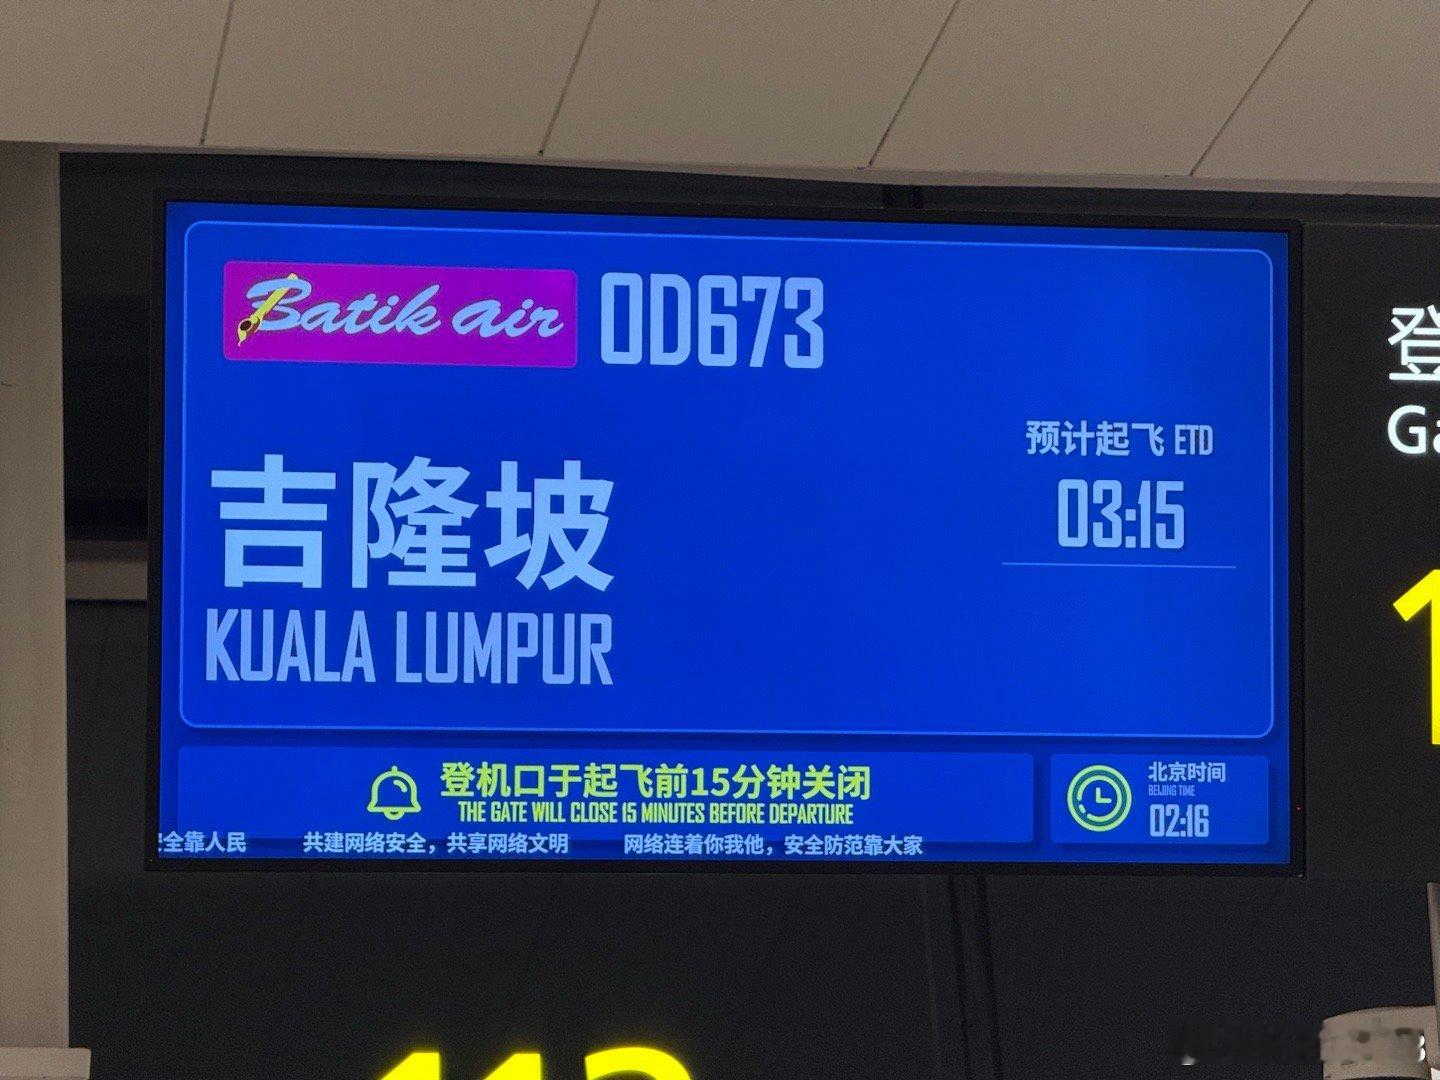 Batik air OD673
预计起飞 ETD
03:15
吉隆坡
KUALA LUMPUR
登机口于起飞前15分钟关闭
THE GATE WILL CLOSE 15 MINUTES BEFORE DEPARTURE
北京时间
BEIJING TIME
02:16
全靠人民 共建网络安全，共享网络文明 网络连着你我他，安全防范靠大家
登
Ga
1